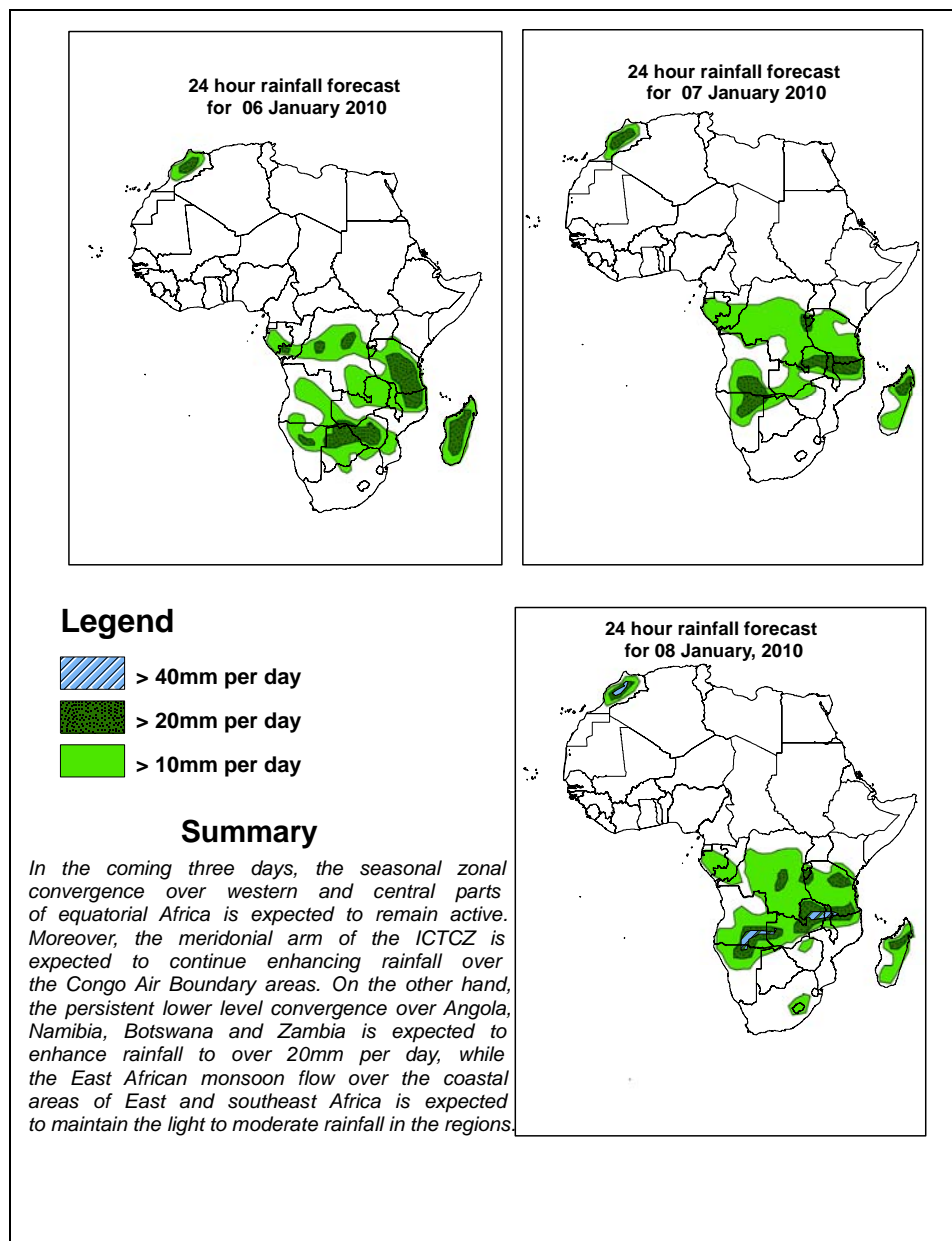 24 hour rainfall forecast
for 06 January 2010
24 hour rainfall forecast
for 07 January 2010
Legend
> 40mm per day
> 20mm per day
> 10mm per day
24 hour rainfall forecast
for 08 January, 2010
Summary
In the coming three days, the seasonal zonal
convergence over western and central parts
of equatorial Africa is expected to remain active.
Moreover, the meridonial arm of the ICTCZ is
expected to continue enhancing rainfall over
the Congo Air Boundary areas. On the other hand,
the persistent lower level convergence over Angola,
Namibia, Botswana and Zambia is expected to
enhance rainfall to over 20mm per day, while
the East African monsoon flow over the coastal
areas of East and southeast Africa is expected
to maintain the light to moderate rainfall in the regions.